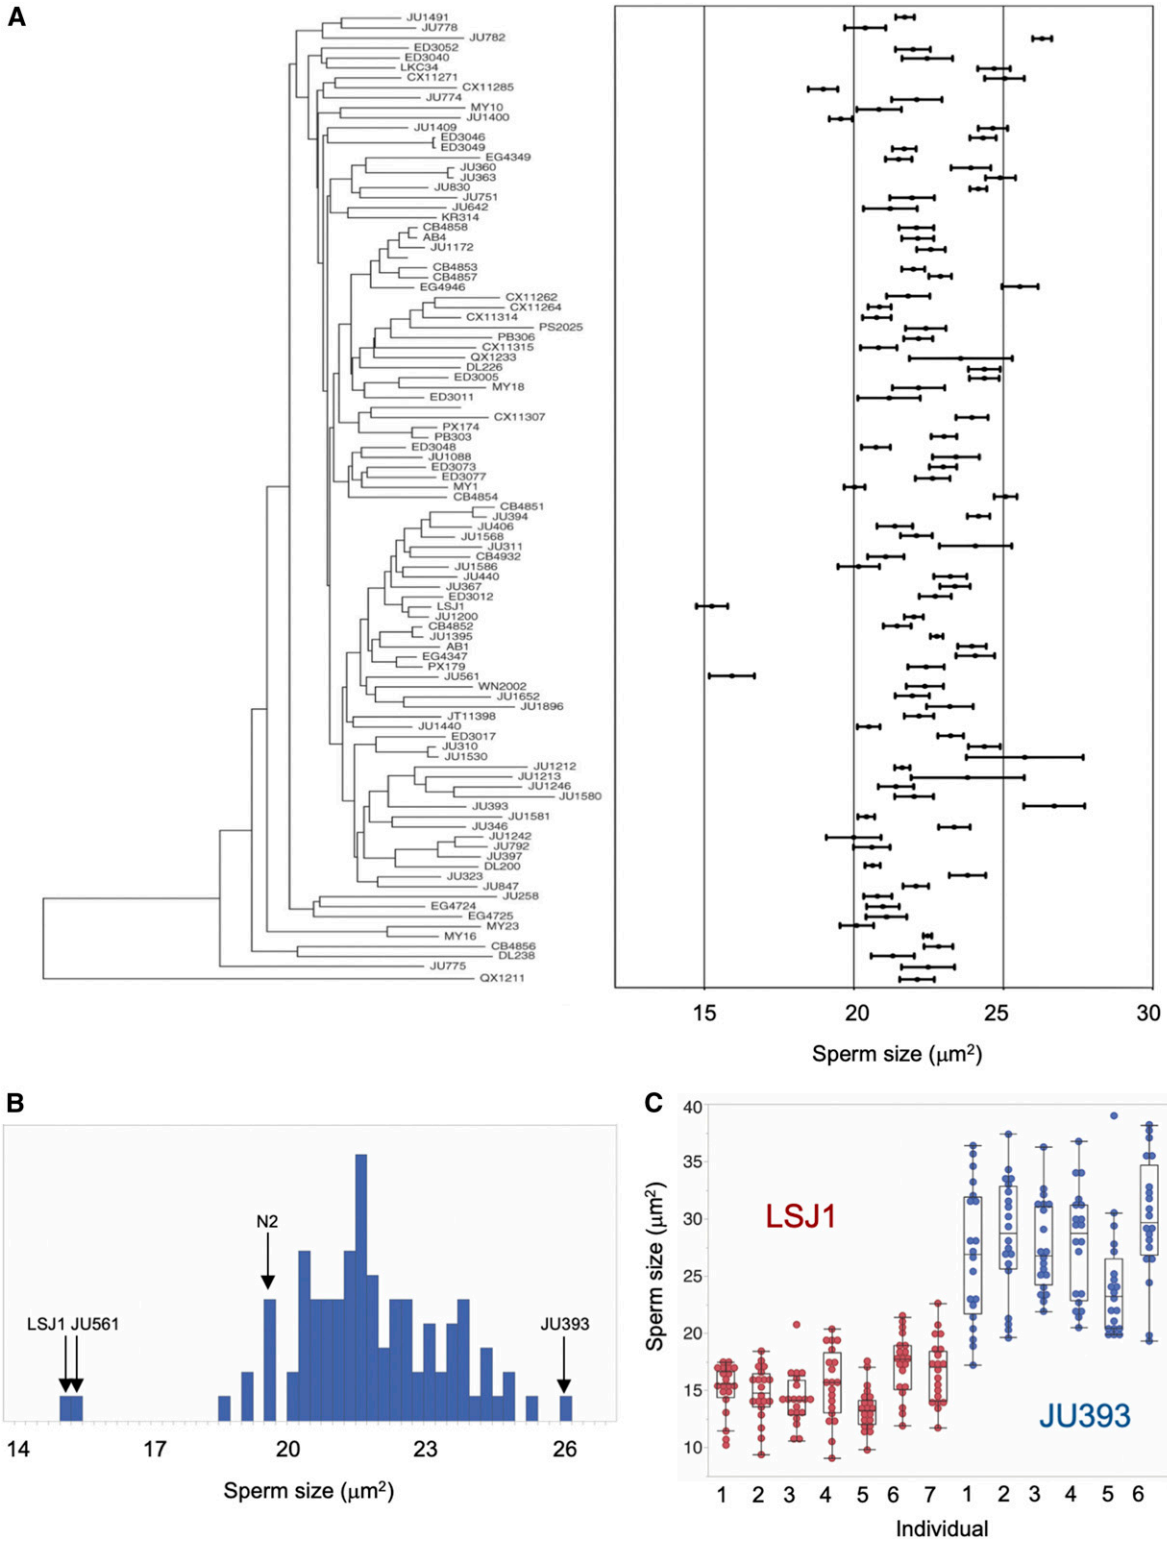 A
JU1491
JU778
JU782
ED3052
ED3040
LKC34
CX11271
CX11285
JU774
MY10
JU1400
JU1409
ED3046
ED3049
EG4349
JU360
JU363
JU830
JU751
JU642
KR314
CB4858
AB4
JU1172
CB4853
CB4857
EG4946
CX11262
CX11264
CX11314
PS2025
PB306
CX11315
QX1233
DL226
ED3005
MY18
ED3011
CX11307
PX174
PB303
ED3048
JU1088
ED3073
ED3077
MY1
CB4854
CB4851
JU394
JU406
JU1568
JU311
CB4932
JU1586
JU440
JU367
ED3012
LSJ1
JU1200
CB4852
JU1395
AB1
EG4347
PX179
JU561
WN2002
JU1652
JU1896
JT11398
JU1440
ED3017
JU310
JU1530
JU1212
JU1213
JU1246
JU1580
JU393
JU1581
JU346
JU1242
JU792
JU397
DL200
JU323
JU847
JU258
EG4724
EG4725
MY23
MY16
CB4856
DL238
JU775
QX1211
15 20 25 30
Sperm size (μm²)
B
N2
LSJ1 JU561
JU393
14 17 20 23 26
Sperm size (μm²)
C
40
35
30
25
20
15
10
Sperm size (μm²)
LSJ1
JU393
1 2 3 4 5 6 7 1 2 3 4 5 6
Individual